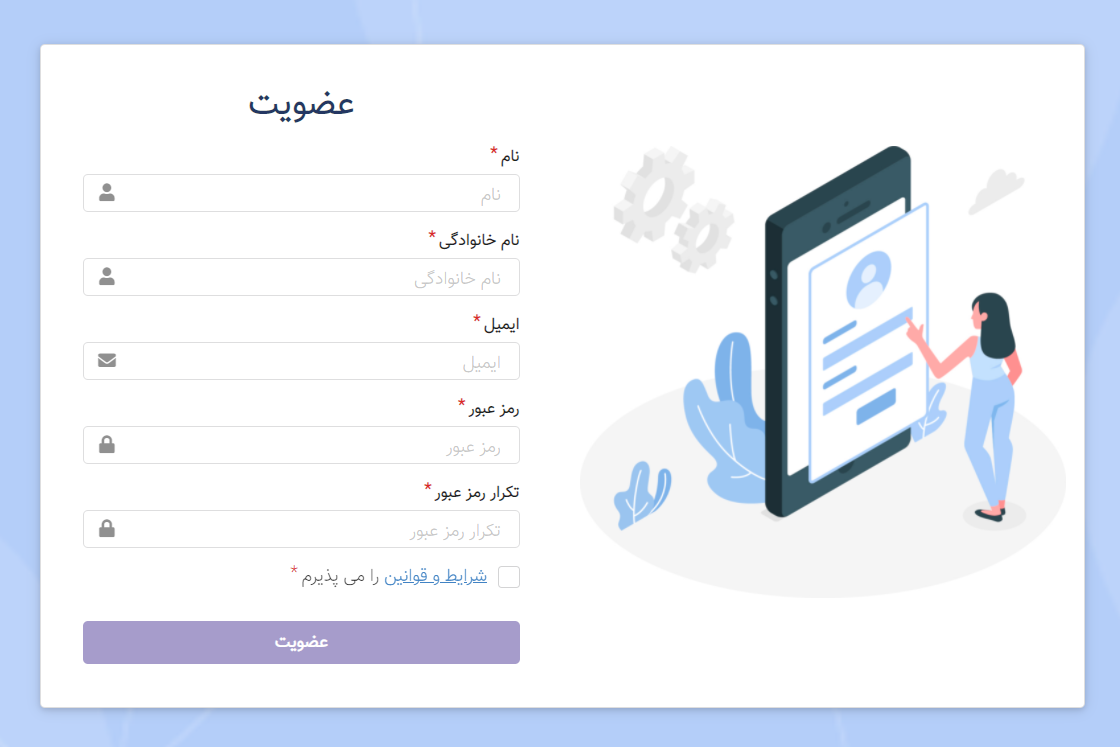 عضویت
نام *
نام
نام خانوادگی *
نام خانوادگی
ایمیل *
ایمیل
رمز عبور *
رمز عبور
تکرار رمز عبور *
تکرار رمز عبور
شرایط و قوانین را می پذیرم *
عضویت